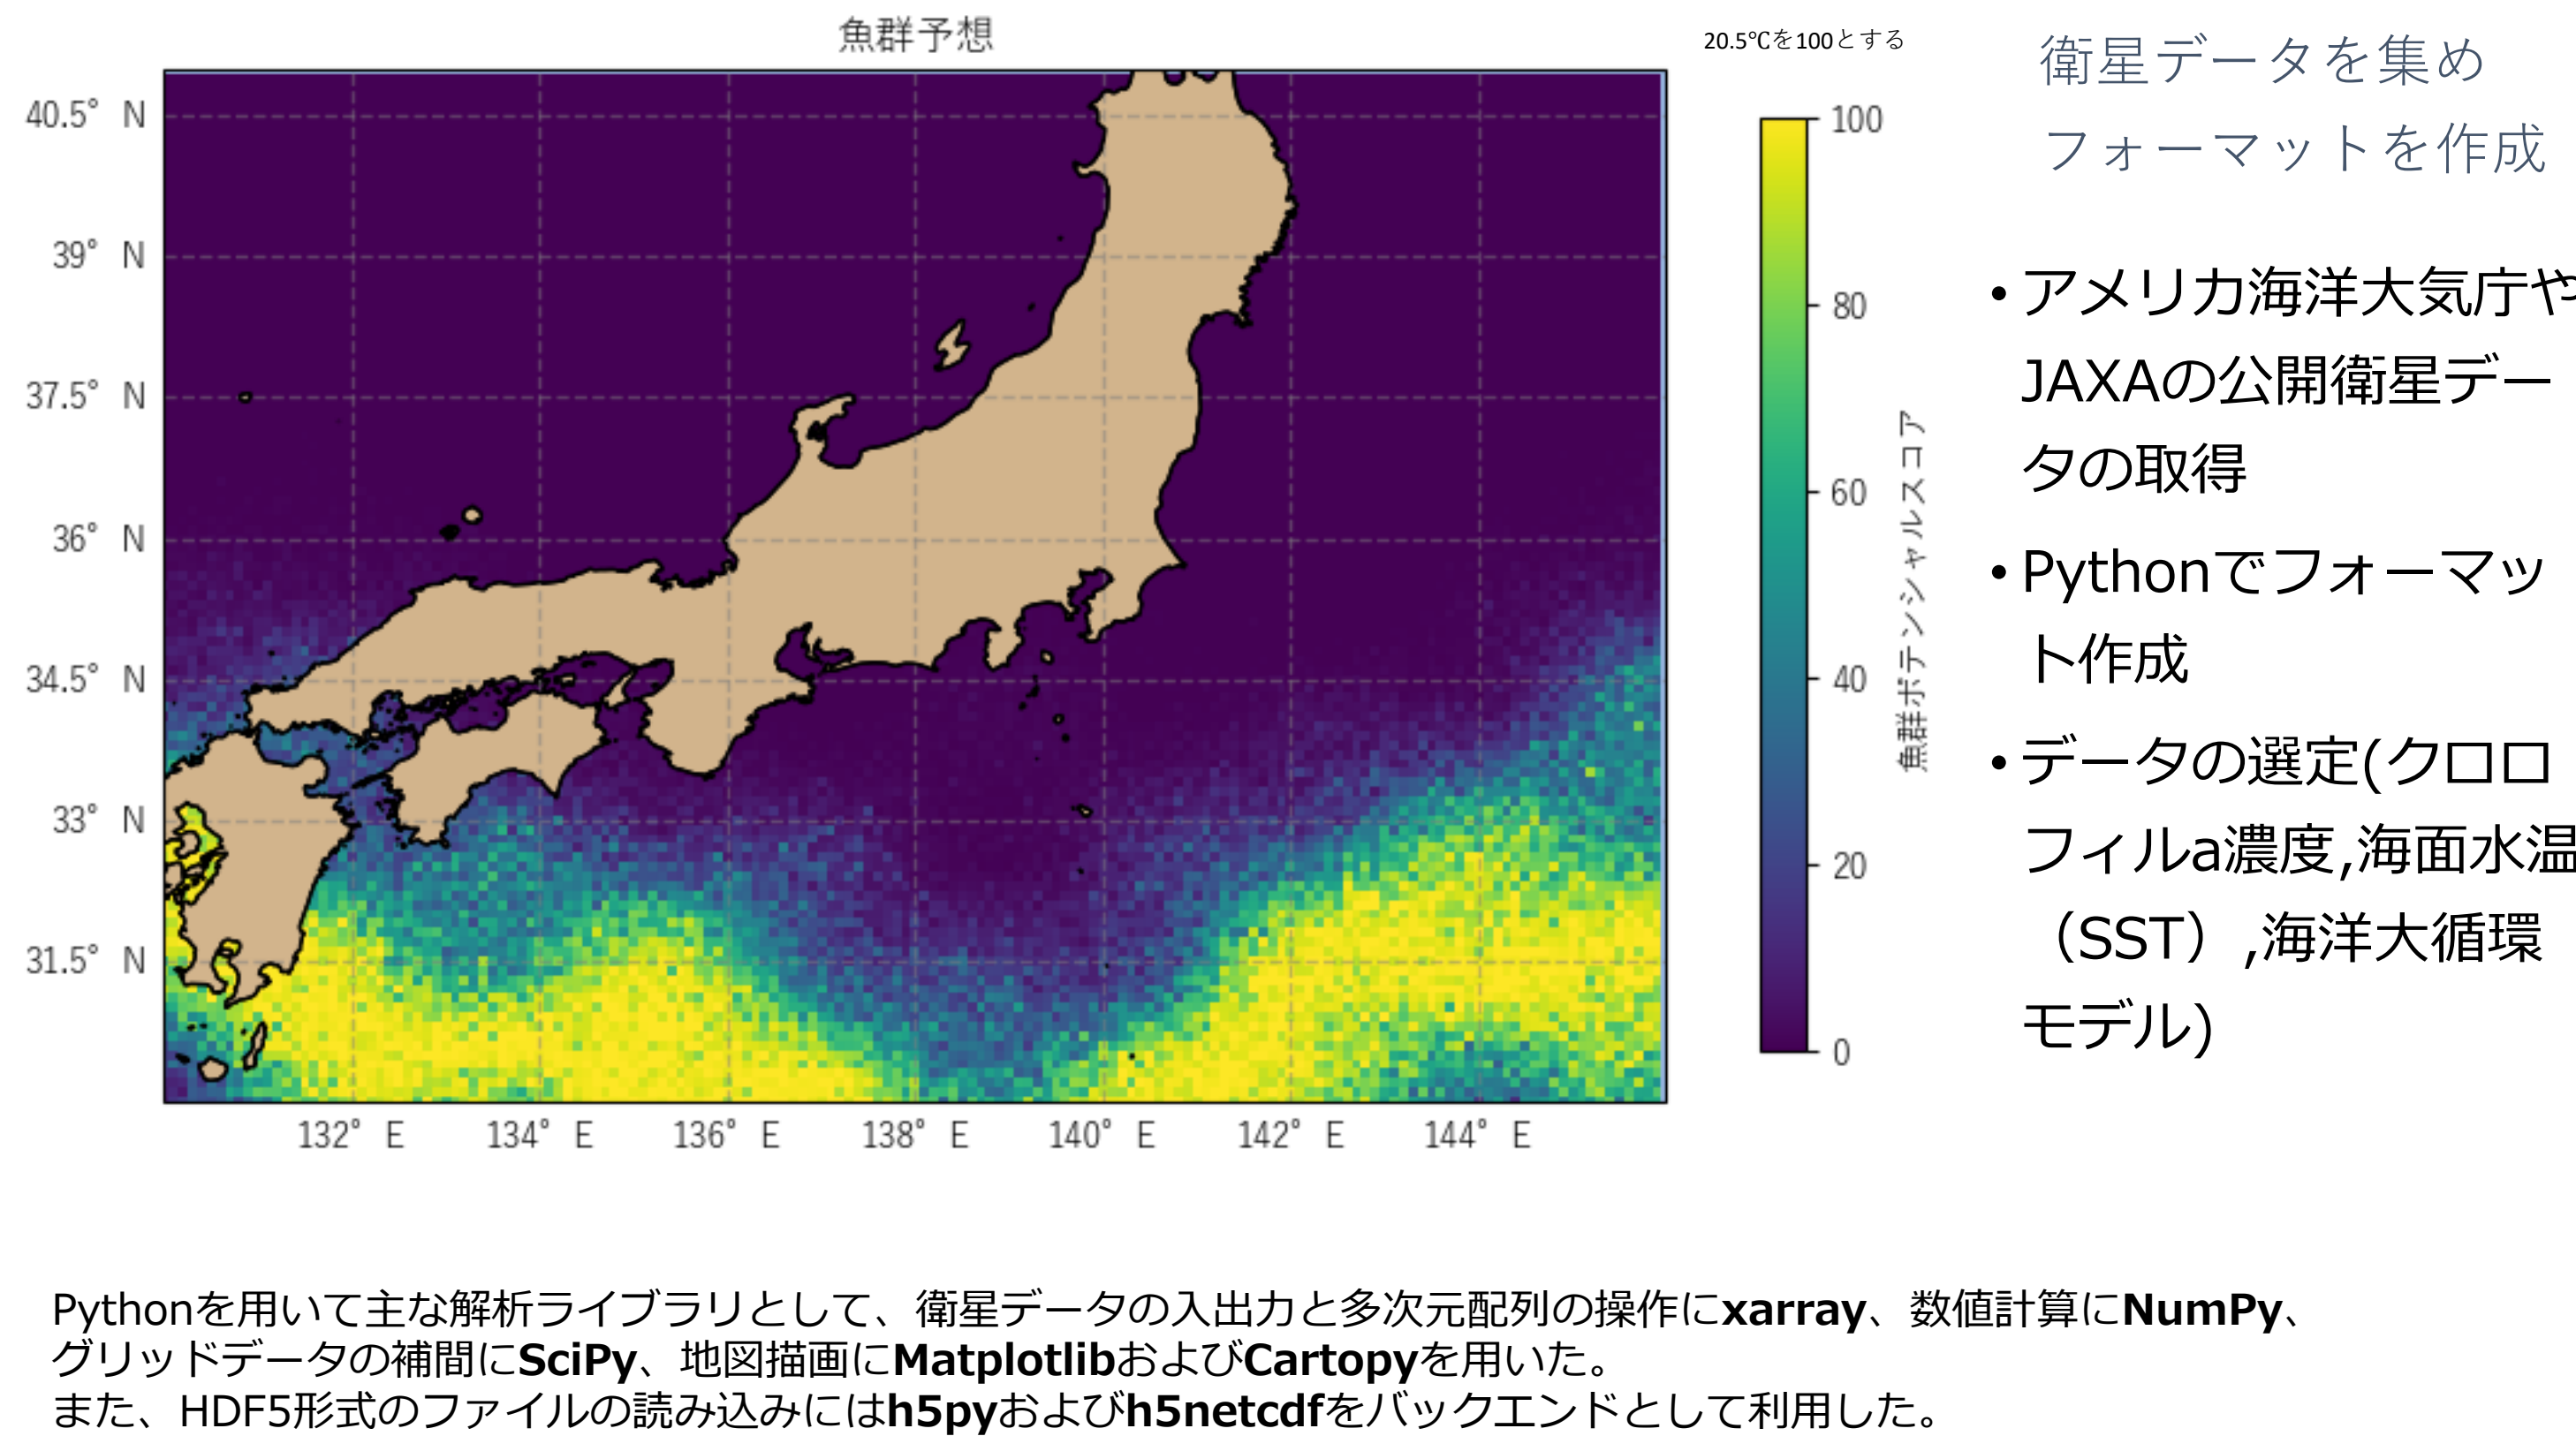 魚群予想
20.5℃を100とする
40.5° N
39° N
37.5° N
36° N
34.5° N
33° N
31.5° N
132° E
134° E
136° E
138° E
140° E
142° E
144° E
100
80
60
40
20
0
魚群ポテンシャルスコア
衛星データを集め
フォーマットを作成
•アメリカ海洋大気庁や
JAXAの公開衛星デー
タの取得
•Pythonでフォーマッ
ト作成
•データの選定(クロロ
フィルa濃度,海面水温
（SST）,海洋大循環
モデル)
Pythonを用いて主な解析ライブラリとして、衛星データの入出力と多次元配列の操作にxarray、数値計算にNumPy、
グリッドデータの補間にSciPy、地図描画にMatplotlibおよびCartopyを用いた。
また、HDF5形式のファイルの読み込みにはh5pyおよびh5netcdfをバックエンドとして利用した。